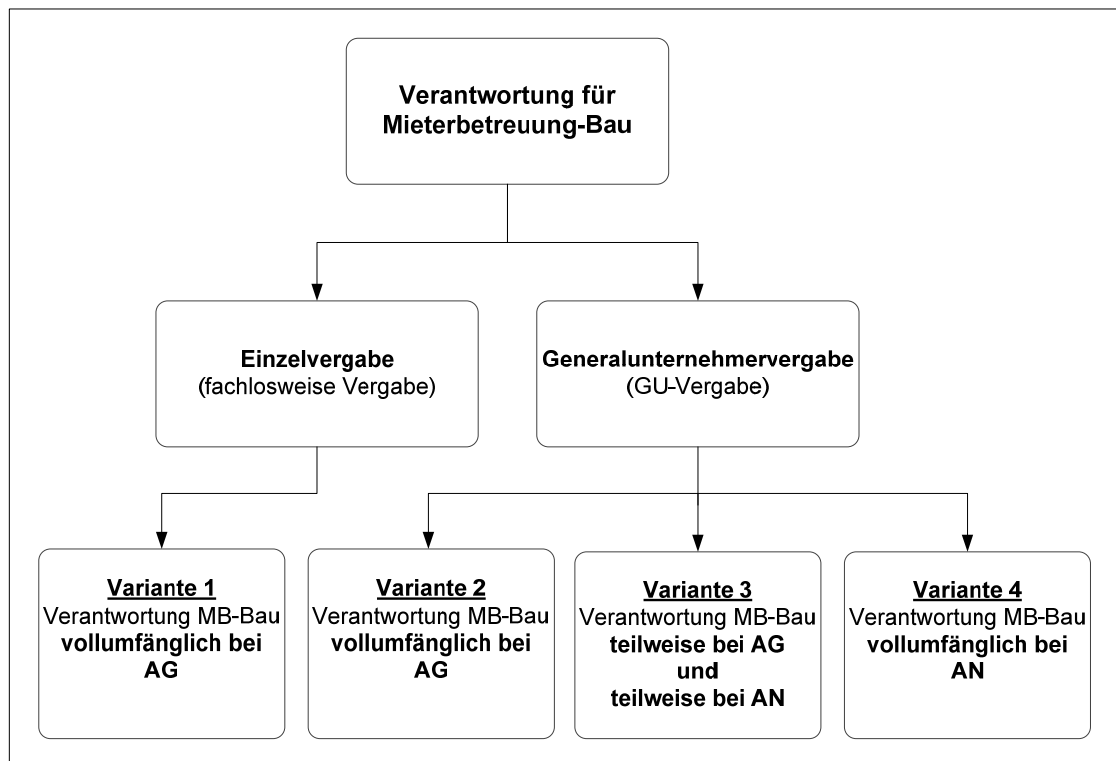 Verantwortung für
Mieterbetreuung-Bau
Einzelvergabe
(fachlosweise Vergabe)
Generalunternehmervergabe
(GU-Vergabe)
Variante 1
Verantwortung MB-Bau
vollumfänglich bei
AG
Variante 2
Verantwortung MB-Bau
vollumfänglich bei
AG
Variante 3
Verantwortung MB-Bau
teilweise bei AG
und
teilweise bei AN
Variante 4
Verantwortung MB-Bau
vollumfänglich bei
AN